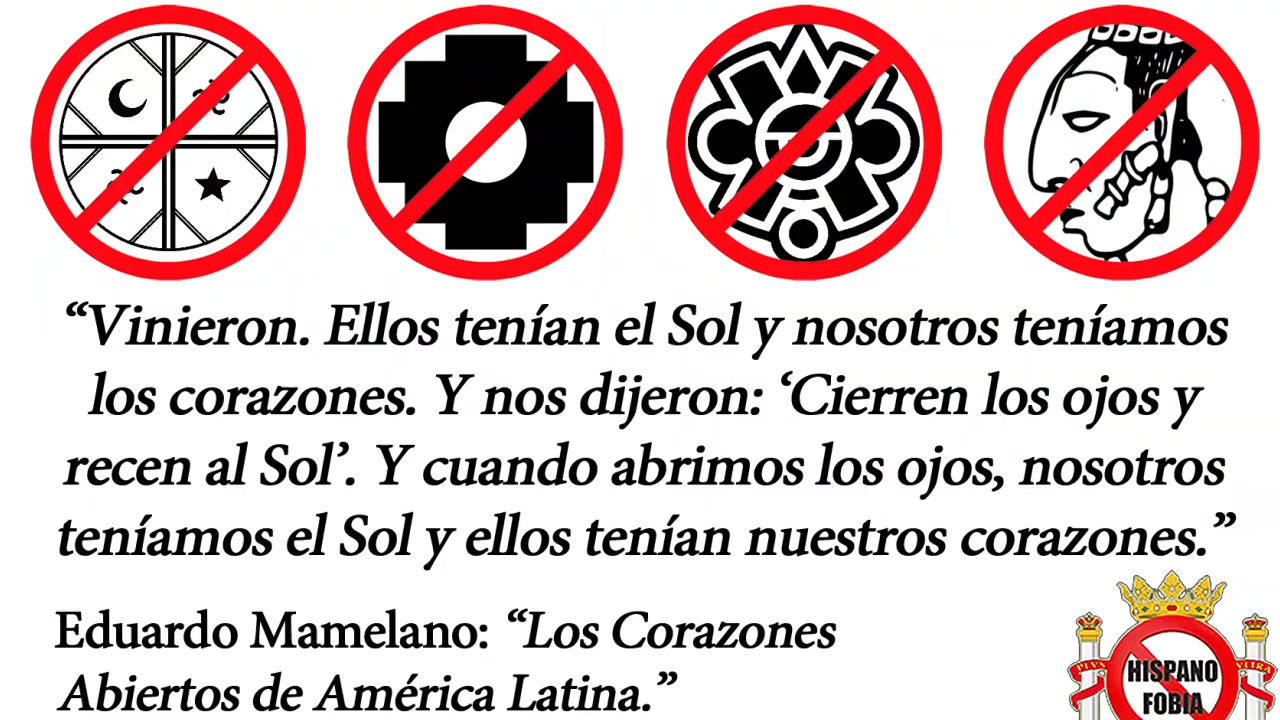 “Vinieron. Ellos tenían el Sol y nosotros teníamos
los corazones. Y nos dijeron: ‘Cierren los ojos y
recen al Sol’. Y cuando abrimos los ojos, nosotros
teníamos el Sol y ellos tenían nuestros corazones.”
Eduardo Mamelano: “Los Corazones
Abiertos de América Latina.”
PLVS VLTRA
HISPANO
FOBIA